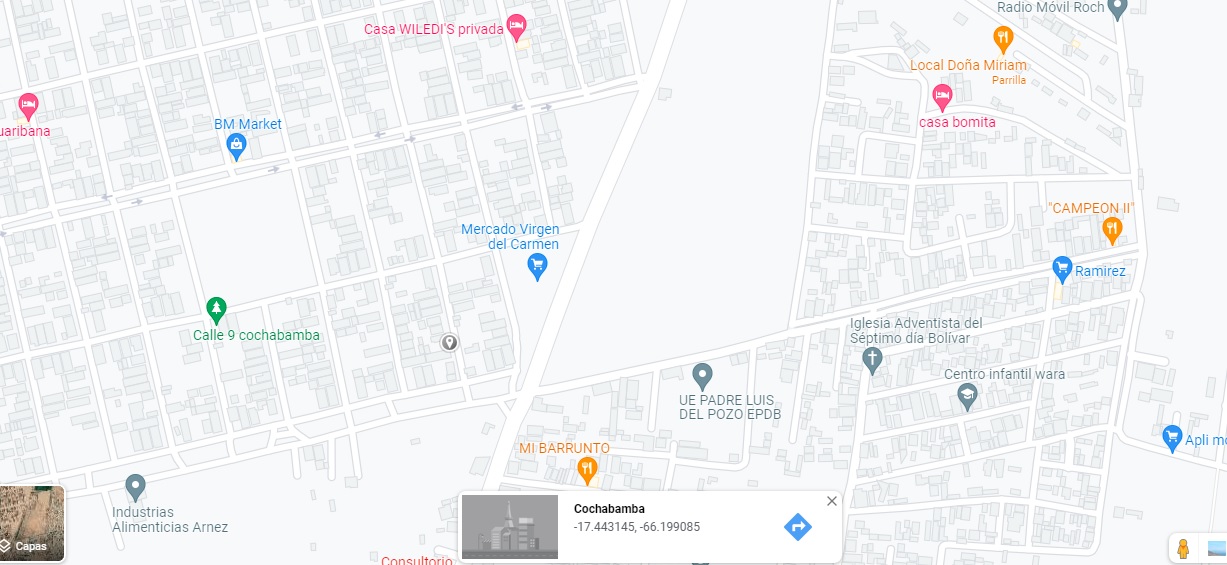 Radio Móvil Roch
Casa WILEDI'S privada
Local Doña Miriam
Parrilla
uaribana
BM Market
casa bomita
"CAMPEON II"
Mercado Virgen
del Carmen
Ramirez
Calle 9 cochabamba
Iglesia Adventista del
Séptimo día Bolívar
Centro infantil wara
UE PADRE LUIS
DEL POZO EPDB
MI BARRUNTO
Apli mo
Industrias
Alimenticias Arnez
Cochabamba
-17.443145, -66.199085
Capas
Consultorio